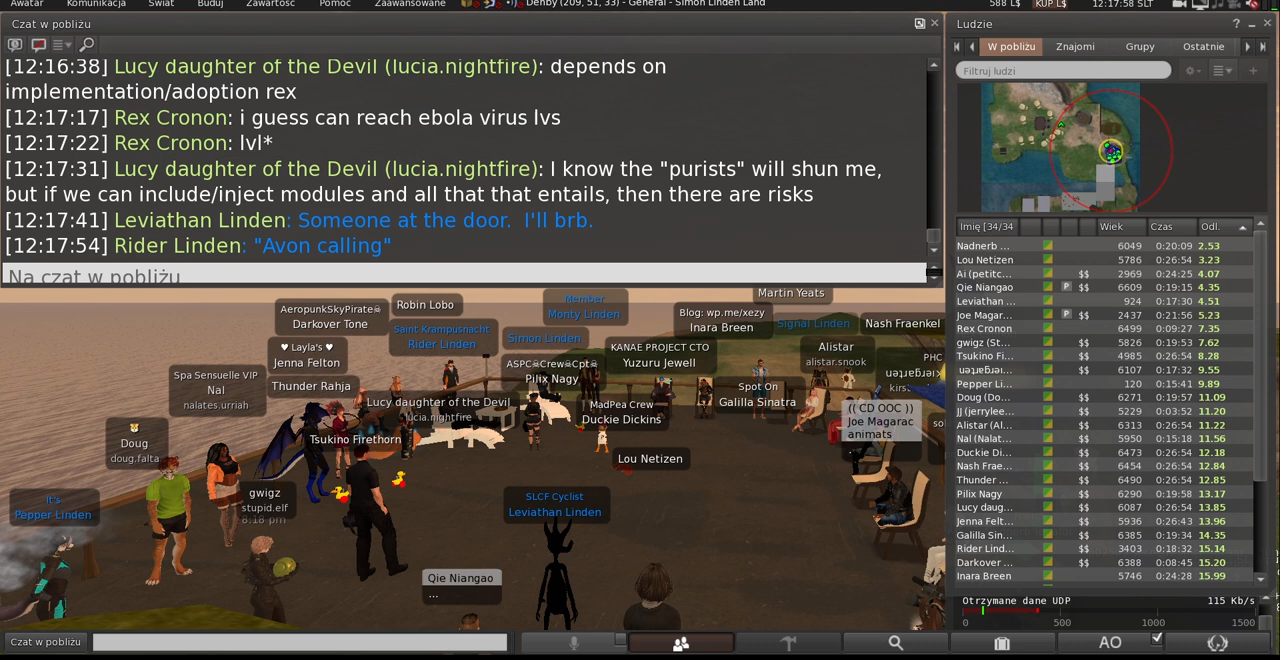 Awatar Komunikacja Świat Buduj Zawartość Pomoc Zaawansowane Denby (209, 51, 33) - General - Simon Linden Land 588 L$ KUP L$ 12:17:58 SLT
Czat w pobliżu
[12:16:38] Lucy daughter of the Devil (lucia.nightfire): depends on
implementation/adoption rex
[12:17:17] Rex Cronon: i guess can reach ebola virus lvs
[12:17:22] Rex Cronon: lvl*
[12:17:31] Lucy daughter of the Devil (lucia.nightfire): I know the "purists" will shun me,
but if we can include/inject modules and all that that entails, then there are risks
[12:17:41] Leviathan Linden: Someone at the door.  I'll brb.
[12:17:54] Rider Linden: "Avon calling"
Na czat w pobliżu
Martin Yeats
Member
Monty Linden
AeropunkSkyPirate
Darkover Tone
Robin Lobo
Blog: wp.me/xezy
Inara Breen
Signal Linden
Nash Fraenkel
Saint Krampusnacht
Rider Linden
Simon Linden
♥ Layla's ♥
Jenna Felton
KANAE PROJECT CTO
Yuzuru Jewell
Alistar
alistar.snook
ASPC☠Crew☠Cpt☠
Pilix Nagy
PHC
kirs
Spa Sensuelle VIP
Nal
nalates.urriah
Thunder Rahja
Spot On
Galilla Sinatra
Lucy daughter of the Devil
lucia.nightfire
MadPea Crew
Duckie Dickins
(( CD OOC ))
Joe Magarac
animats
sol
Doug
doug.falta
Tsukino Firethorn
Lou Netizen
It's
Pepper Linden
gwigz
stupid.elf
8:18 pm
SLCF Cyclist
Leviathan Linden
Qie Niangao
...
Czat w pobliżu
Ludzie
? _ ×
W pobliżu Znajomi Grupy Ostatnie
Filtruj ludzi
Imię [34/34 Wiek Czas Odl.
Nadnerb ... 6049 0:20:09 2.53
Lou Netizen 5786 0:26:54 3.23
Ai (petitc... $$ 2969 0:24:25 4.07
Qie Niangao P $$ 6609 0:19:15 4.35
Leviathan ... 924 0:17:30 4.51
Joe Magar... P $$ 2437 0:21:56 5.23
Rex Cronon 6499 0:09:27 7.35
gwigz (St... $$ 5826 0:19:53 7.62
Tsukino Fi... $$ 4985 0:26:54 8.28
$$ 6107 0:17:32 9.55
Pepper Li... 120 0:15:41 9.89
Doug (Do... $$ 6271 0:19:57 11.09
JJ (jerrylee... $$ 5229 0:03:52 11.20
Alistar (Al... $$ 6313 0:26:54 11.22
Nal (Nalat... $$ 5950 0:15:18 11.56
Duckie Di... $$ 6473 0:26:54 12.18
Nash Frae... $$ 6454 0:26:54 12.84
Thunder ... $$ 6490 0:26:54 12.85
Pilix Nagy $$ 6290 0:19:58 13.17
Lucy daug... $$ 6087 0:26:54 13.85
Jenna Felt... $$ 5936 0:26:43 13.96
Galilla Sin... $$ 6385 0:19:34 14.35
Rider Lind... $$ 3403 0:18:32 15.14
Darkover ... $$ 6388 0:08:45 15.20
Inara Breen 5746 0:24:28 15.99
Otrzymane dane UDP 115 Kb/s
0 500 1000 1500
AO